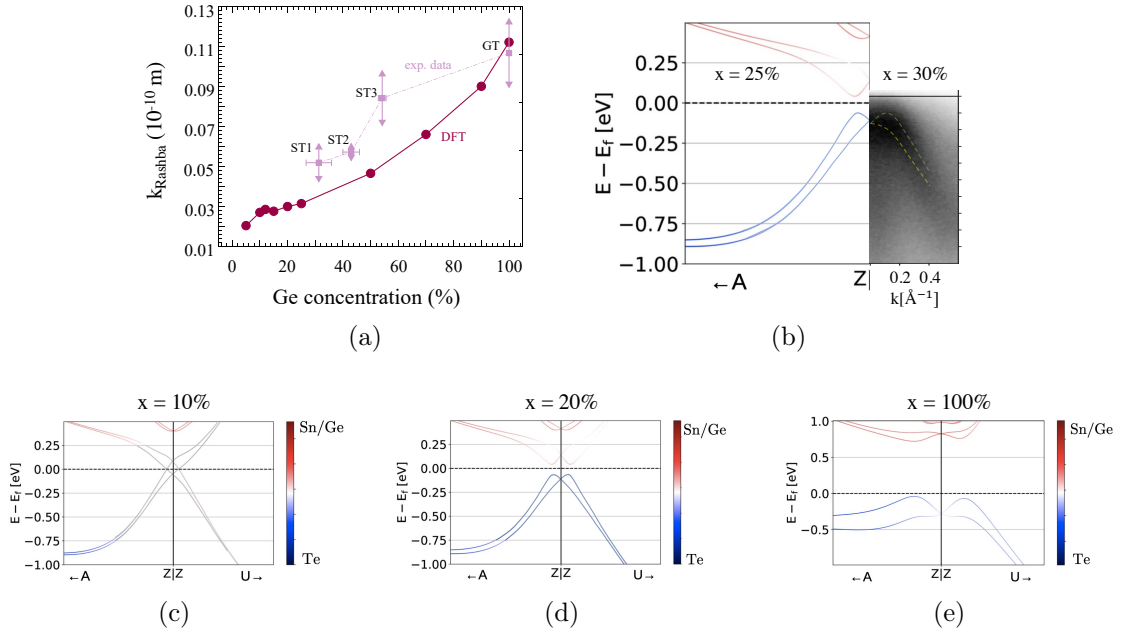 0.13
0.11
0.09
0.07
0.05
0.03
0.01
k_Rashba (10⁻¹⁰ m)
GT
exp. data
ST3
ST2
ST1
DFT
0 20 40 60 80 100
Ge concentration (%)
(a)
x = 25%
x = 30%
0.25
0.00
−0.25
−0.50
−0.75
−1.00
E − E_f [eV]
←A Z|
0.2 0.4
k[Å⁻¹]
(b)
x = 10%
0.25
0.00
−0.25
−0.50
−0.75
−1.00
E − E_f [eV]
←A Z|Z U→
Sn/Ge
Te
(c)
x = 20%
0.25
0.00
−0.25
−0.50
−0.75
−1.00
E − E_f [eV]
←A Z|Z U→
Sn/Ge
Te
(d)
x = 100%
1.0
0.5
0.0
−0.5
E − E_f [eV]
←A Z|Z U→
Sn/Ge
Te
(e)